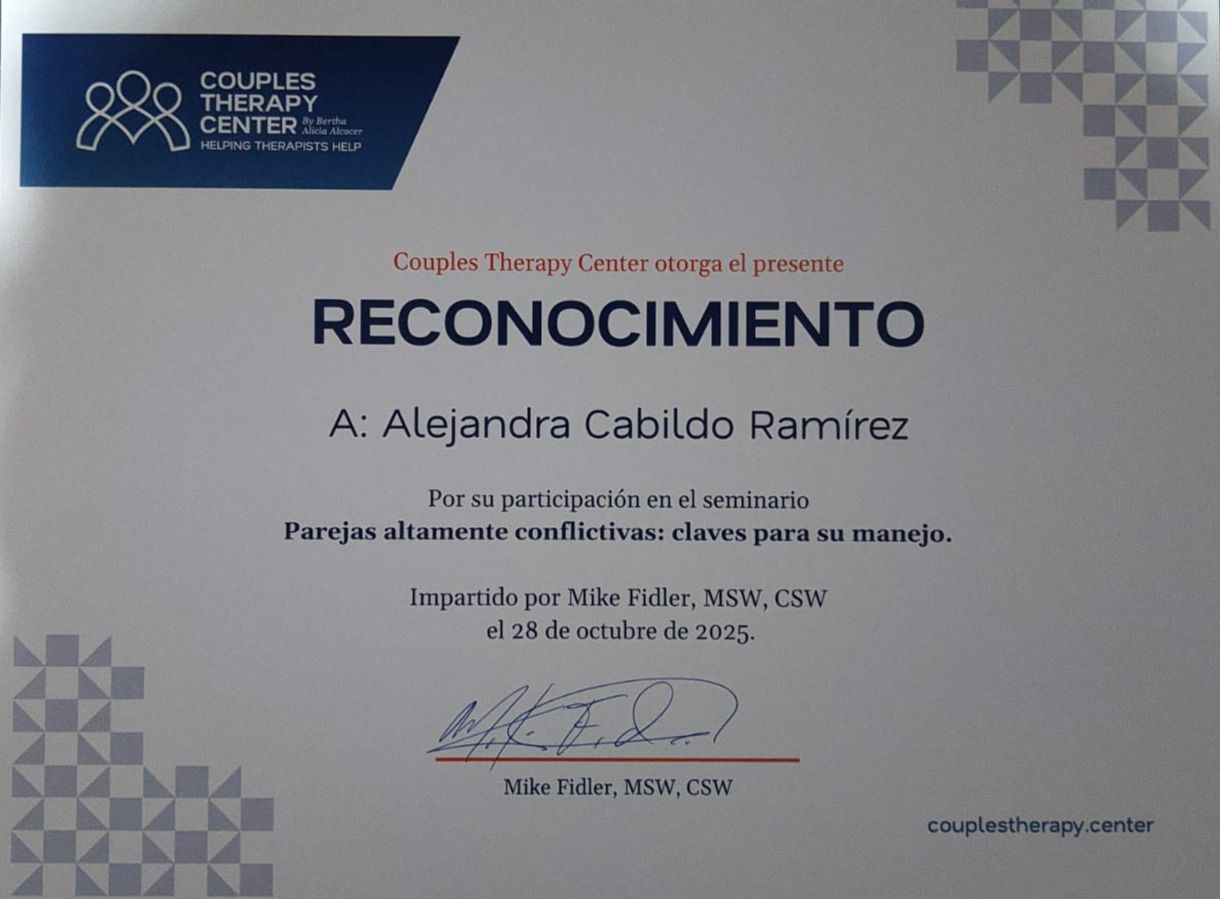 COUPLES
THERAPY
CENTER By Bertha Alicia Alcocer
HELPING THERAPISTS HELP
Couples Therapy Center otorga el presente
RECONOCIMIENTO
A: Alejandra Cabildo Ramírez
Por su participación en el seminario
Parejas altamente conflictivas: claves para su manejo.
Impartido por Mike Fidler, MSW, CSW
el 28 de octubre de 2025.
Mike Fidler, MSW, CSW
couplestherapy.center